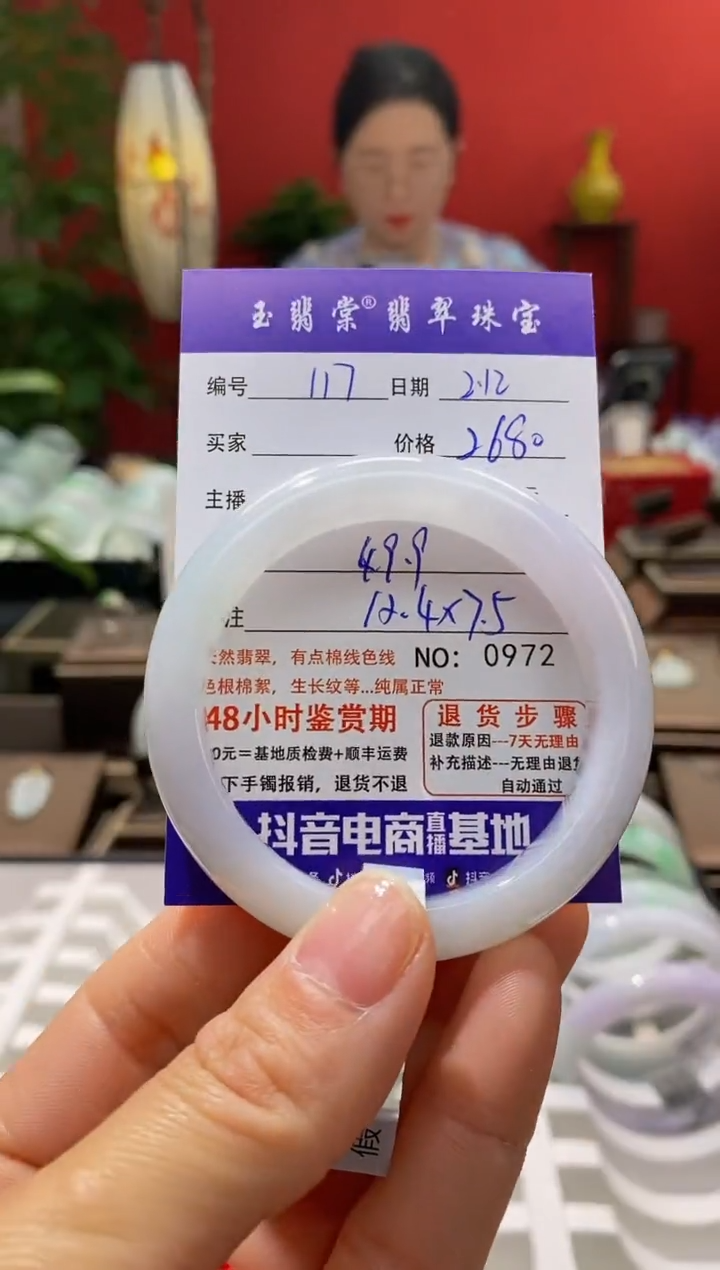 玉翡棠®翡翠珠宝
编号 117 日期 2.12
买家 价格 2680
主播
49.9
注 12.4×7.5
然翡翠，有点棉线色线 NO： 0972
色根棉絮，生长纹等...纯属正常
48小时鉴赏期
0元＝基地质检费+顺丰运费
下手镯报销，退货不退
退货步骤
退款原因---7天无理由
补充描述---无理由退
自动通过
抖音电商直播基地
假